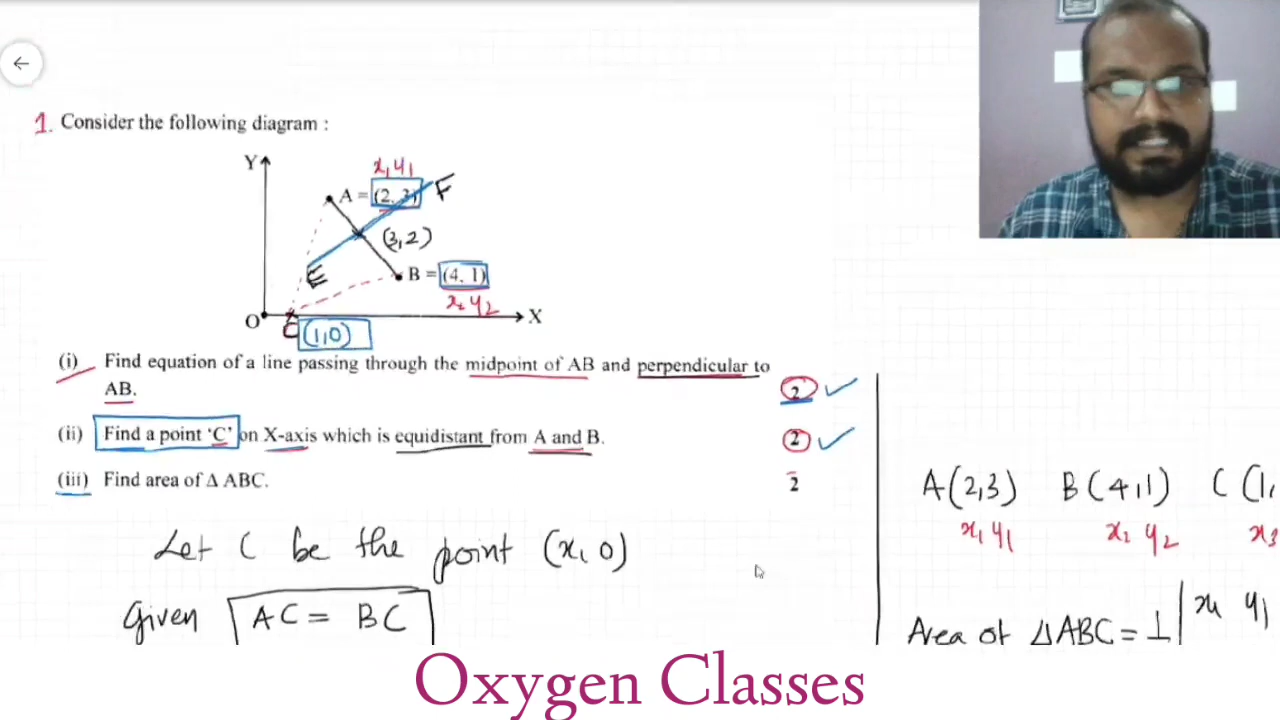 1. Consider the following diagram :
Y
x₁ y₁
A = (2, 3) F
(3,2)
E
B = (4, 1)
x₂ y₂
O X
C (1,0)
(i) Find equation of a line passing through the midpoint of AB and perpendicular to
AB. 2
(ii) Find a point 'C' on X-axis which is equidistant from A and B. 2
(iii) Find area of Δ ABC. 2
Let C be the point (x, 0)
Given AC = BC
A(2,3) B(4,1) C (1,
x₁ y₁ x₂ y₂ x₃
Area of ΔABC = 1 | x₁ y₁
Oxygen Classes